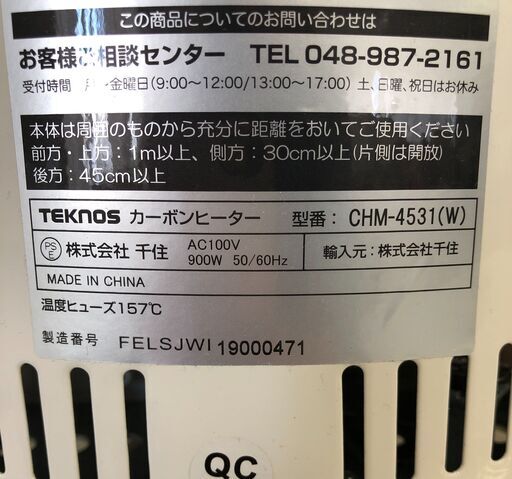 この商品についてのお問い合わせは
お客様ご相談センター TEL 048-987-2161
受付時間 月～金曜日(9:00～12:00/13:00～17:00) 土、日曜、祝日はお休み
本体は周囲のものから充分に距離をおいてご使用ください
前方・上方：1m以上、側方：30cm以上(片側は開放)
後方：45cm以上
TEKNOS カーボンヒーター 型番：CHM-4531(W)
PSE 株式会社 千住 AC100V 900W 50/60Hz 輸入元：株式会社 千住
MADE IN CHINA
温度ヒューズ157℃
製造番号 FELSJWI 19000471
QC